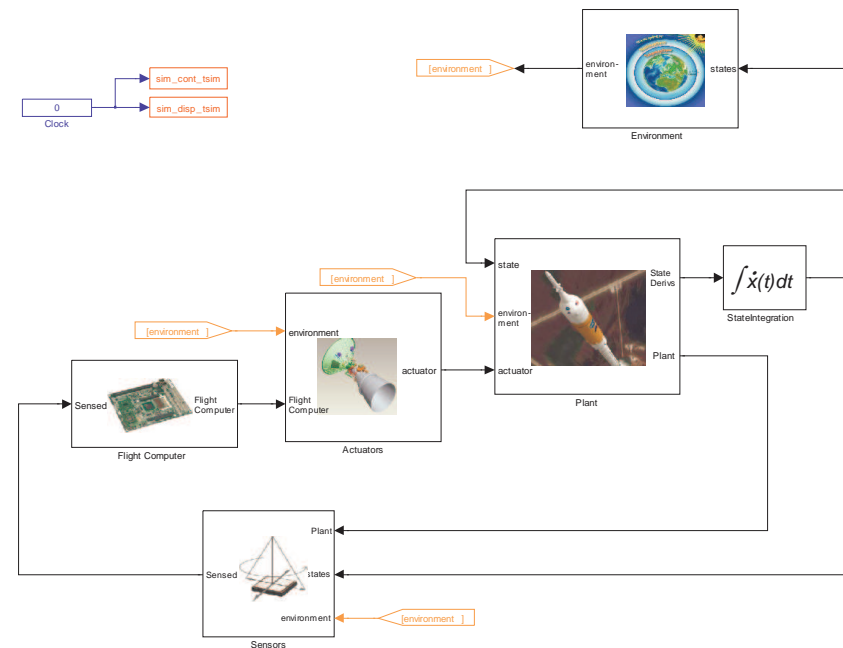 environ-
ment
states
Environment
[environment ]
sim_cont_tsim
0
sim_disp_tsim
Clock
state
State
Derivs
∫ẋ(t)dt
StateIntegration
[environment ]
environ-
ment
Plant
actuator
Plant
[environment ]
environment
actuator
Flight
Computer
Actuators
Sensed
Flight
Computer
Flight Computer
Plant
Sensed
states
environment
[environment ]
Sensors